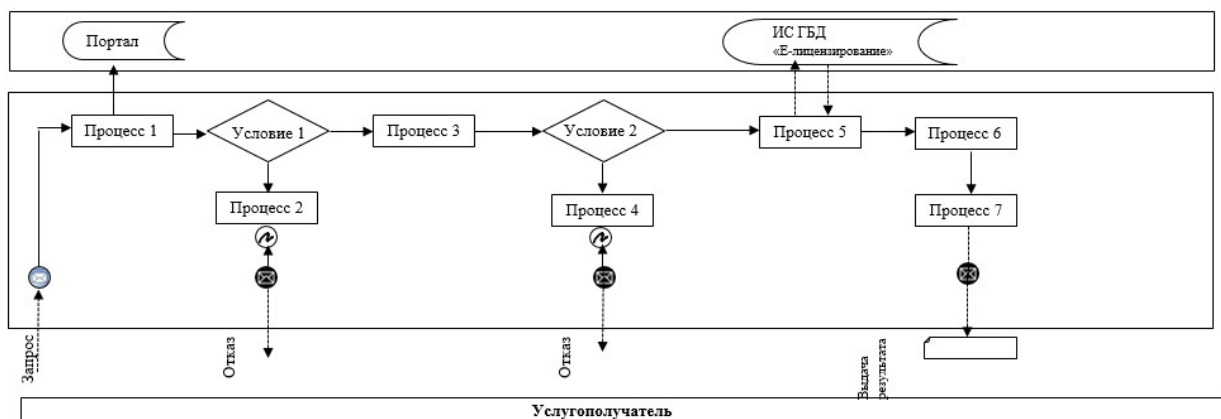 Портал
ИС ГБД
«Е-лицензирование»
Процесс 1
Условие 1
Процесс 3
Условие 2
Процесс 5
Процесс 6
Процесс 2
Процесс 4
Процесс 7
Запрос
Отказ
Отказ
Выдача
результата
Услугополучатель